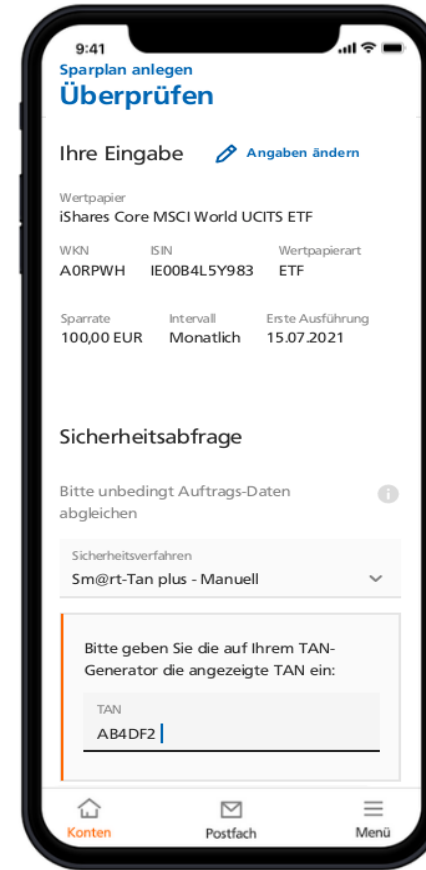 9:41
Sparplan anlegen
Überprüfen
Ihre Eingabe Angaben ändern
Wertpapier
iShares Core MSCI World UCITS ETF
WKN ISIN Wertpapierart
A0RPWH IE00B4L5Y983 ETF
Sparrate Intervall Erste Ausführung
100,00 EUR Monatlich 15.07.2021
Sicherheitsabfrage
Bitte unbedingt Auftrags-Daten
abgleichen
Sicherheitsverfahren
Sm@rt-Tan plus - Manuell
Bitte geben Sie die auf Ihrem TAN-
Generator die angezeigte TAN ein:
TAN
AB4DF2
Konten Postfach Menü